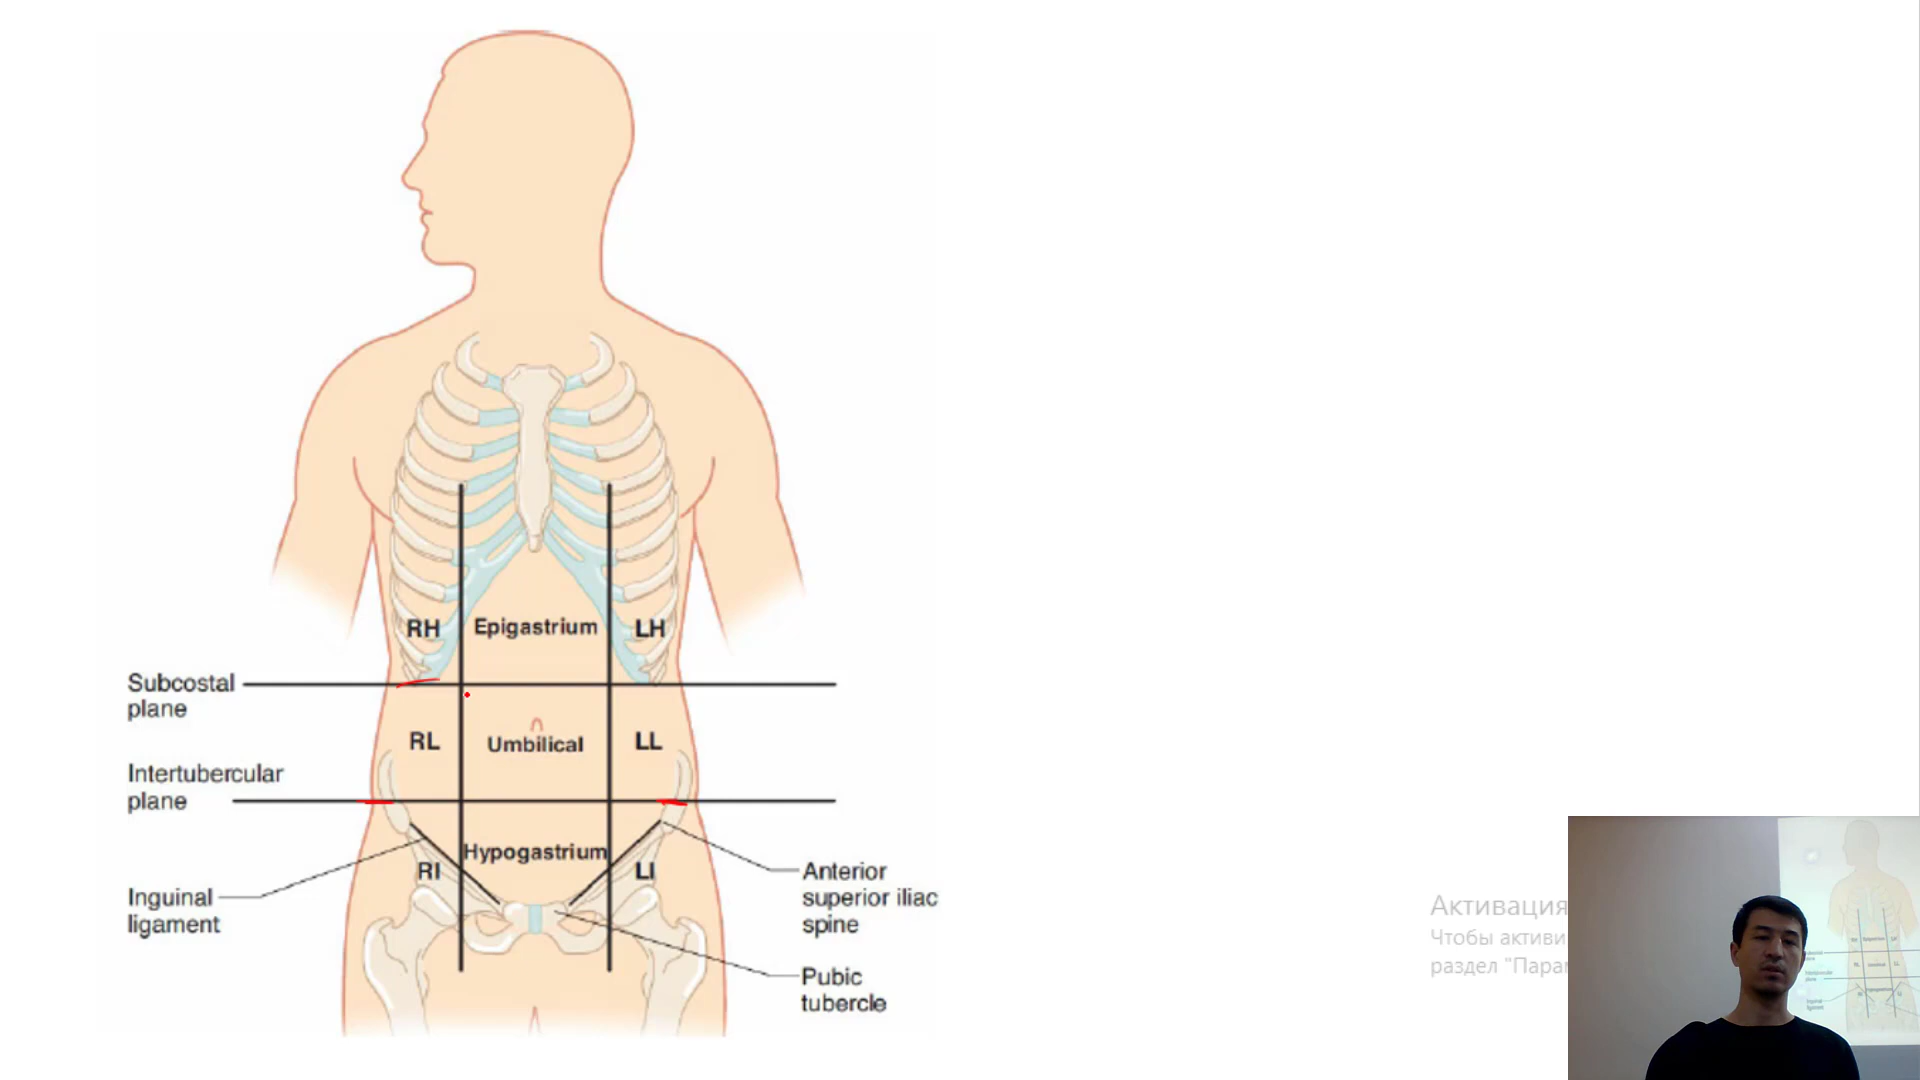 RH
Epigastrium
LH
Subcostal
plane
RL
Umbilical
LL
Intertubercular
plane
Hypogastrium
RI
LI
Inguinal
ligament
Anterior
superior iliac
spine
Pubic
tubercle
Активация
Чтобы активи
раздел "Пара